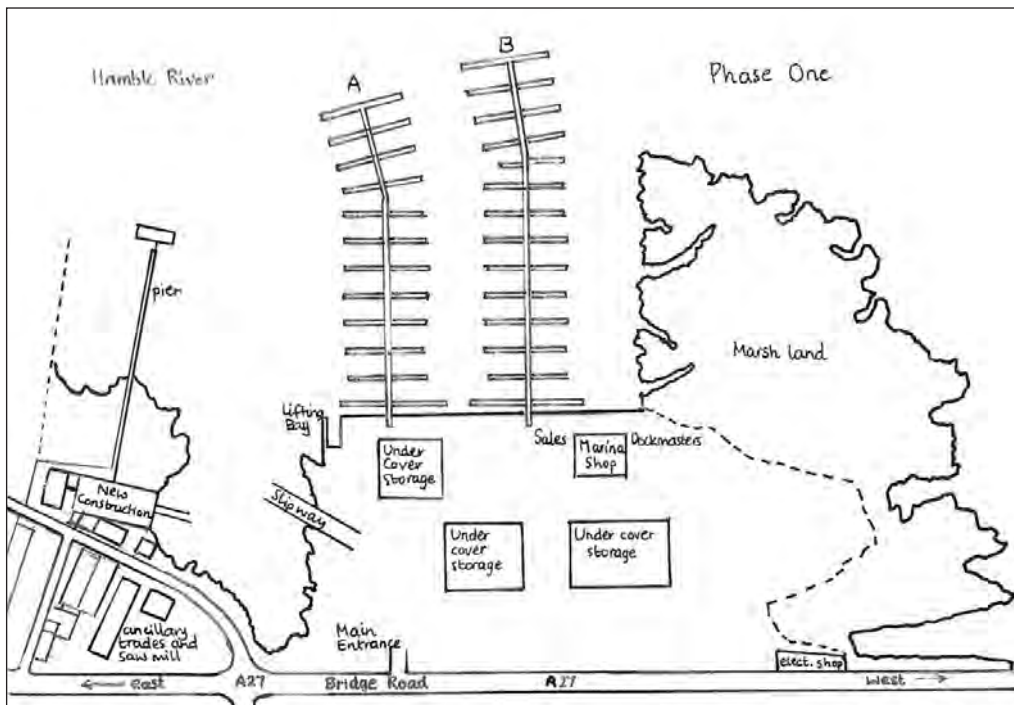 B
A
Hamble River
Phase One
pier
Marsh land
Lifting
Bay
Sales
Marina
Shop
Dockmasters
Under
Cover
storage
New
Construction
Slipway
Under
cover
storage
Under cover
storage
ancillary
trades and
saw mill
Main
Entrance
elect. shop
← east
A27
Bridge Road
A27
West →